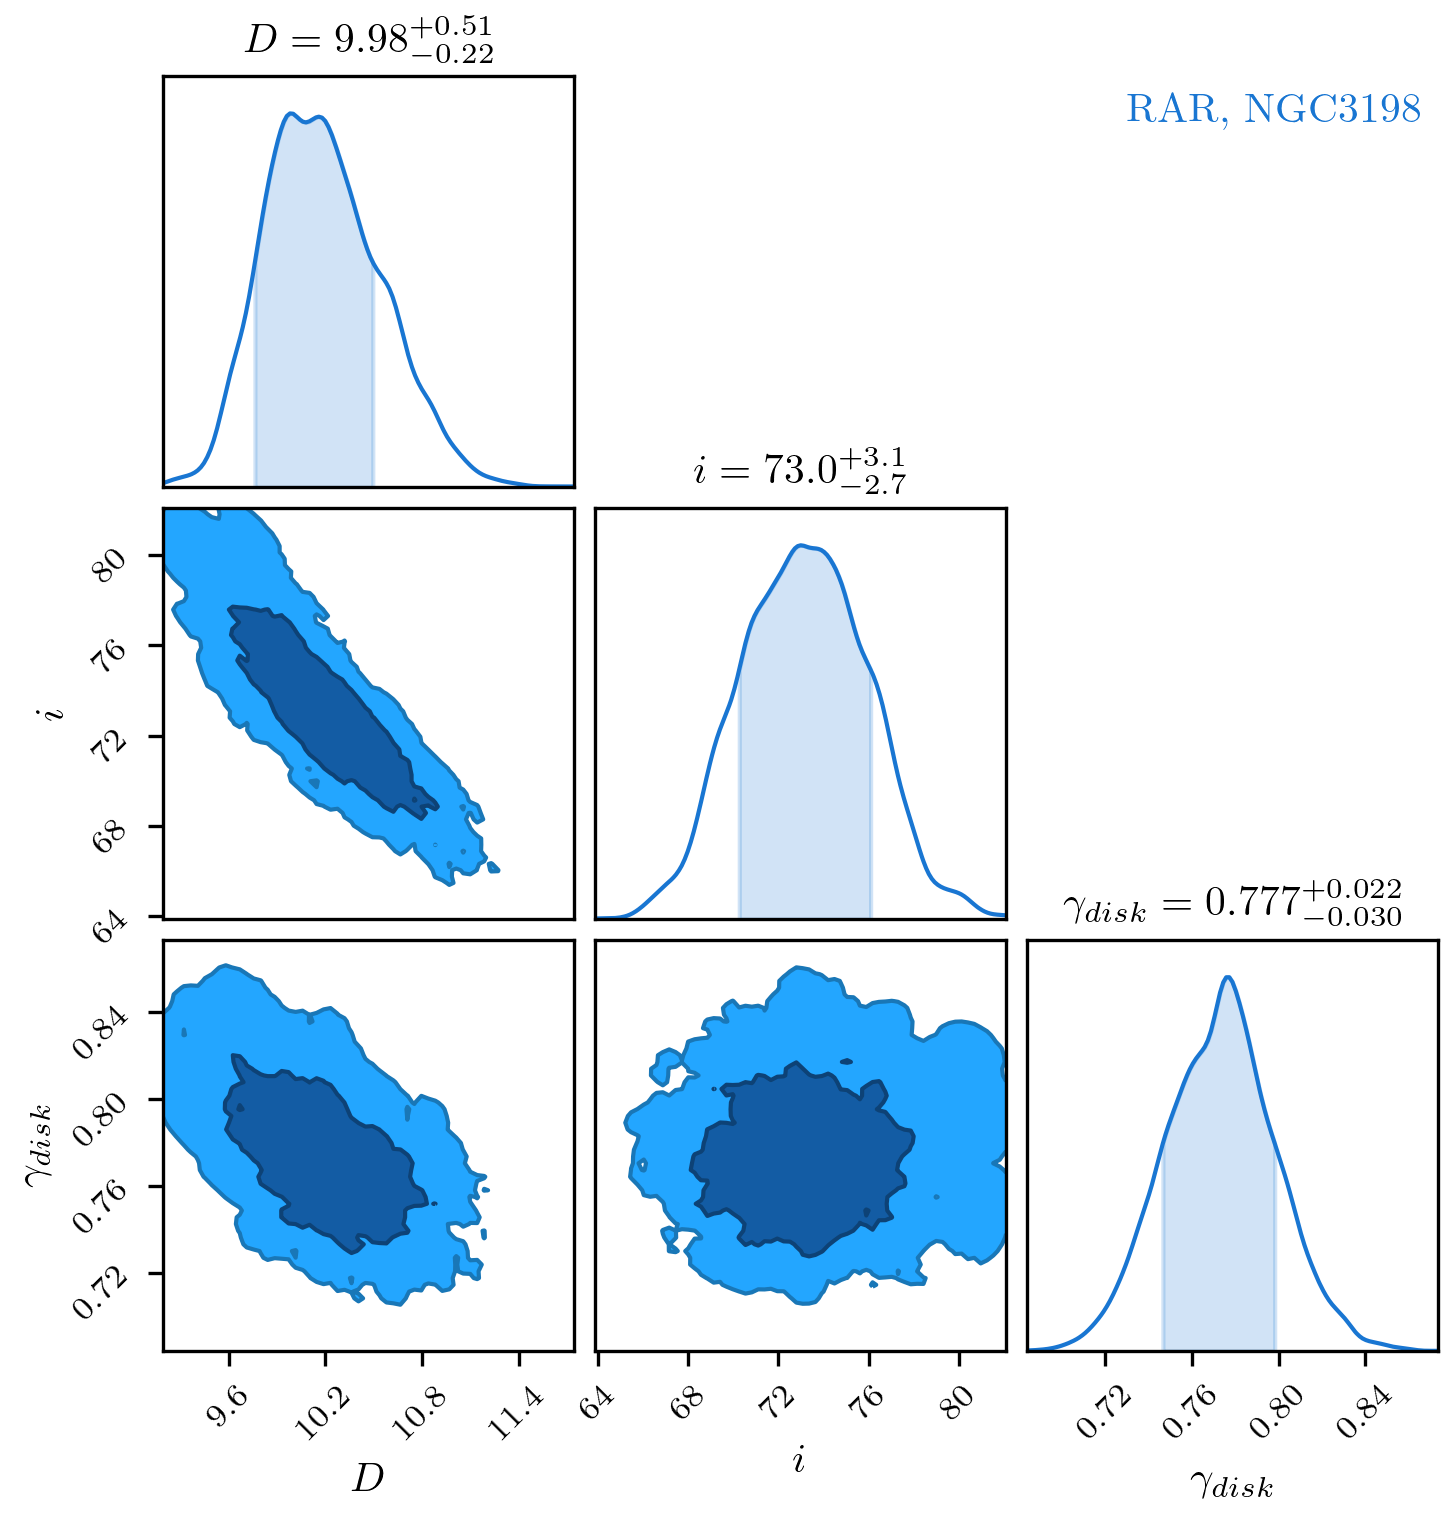 D = 9.98^{+0.51}_{-0.22}
RAR, NGC3198
i = 73.0^{+3.1}_{-2.7}
80
76
72
68
64
i
γ_{disk} = 0.777^{+0.022}_{-0.030}
0.84
0.80
0.76
0.72
γ_{disk}
9.6 10.2 10.8 11.4
64 68 72 76 80
0.72 0.76 0.80 0.84
D
i
γ_{disk}